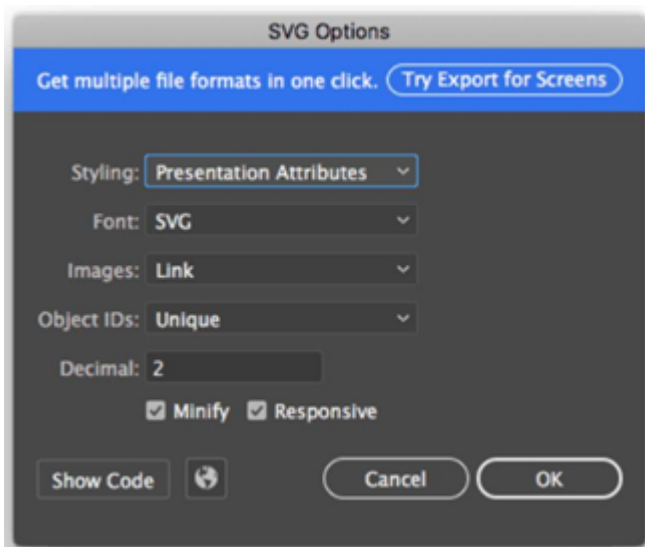 SVG Options
Get multiple file formats in one click. Try Export for Screens
Styling: Presentation Attributes
Font: SVG
Images: Link
Object IDs: Unique
Decimal: 2
Minify Responsive
Show Code Cancel OK